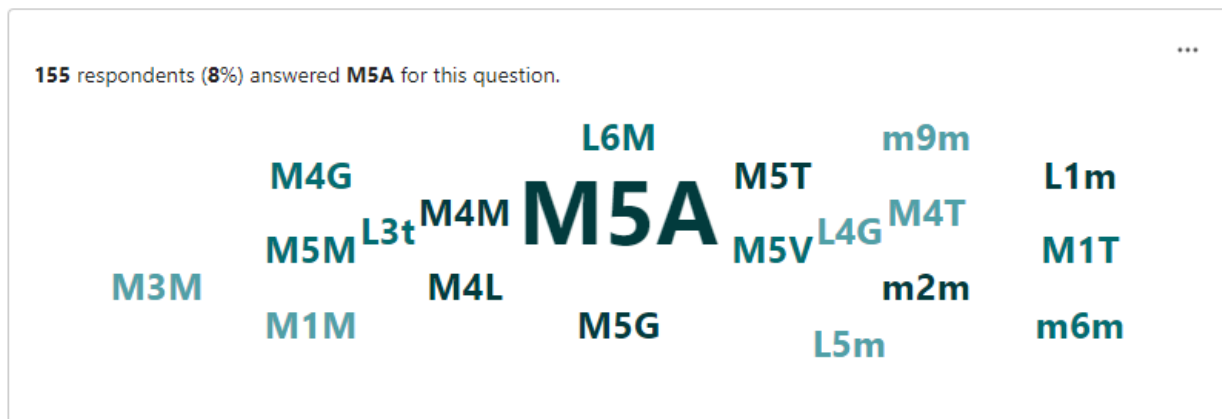 ...
155 respondents (8%) answered M5A for this question.
L6M m9m
M4G M5T L1m
M4M M5A M4T
L3t L4G
M5M M5V M1T
M3M M4L m2m
M1M M5G m6m
L5m